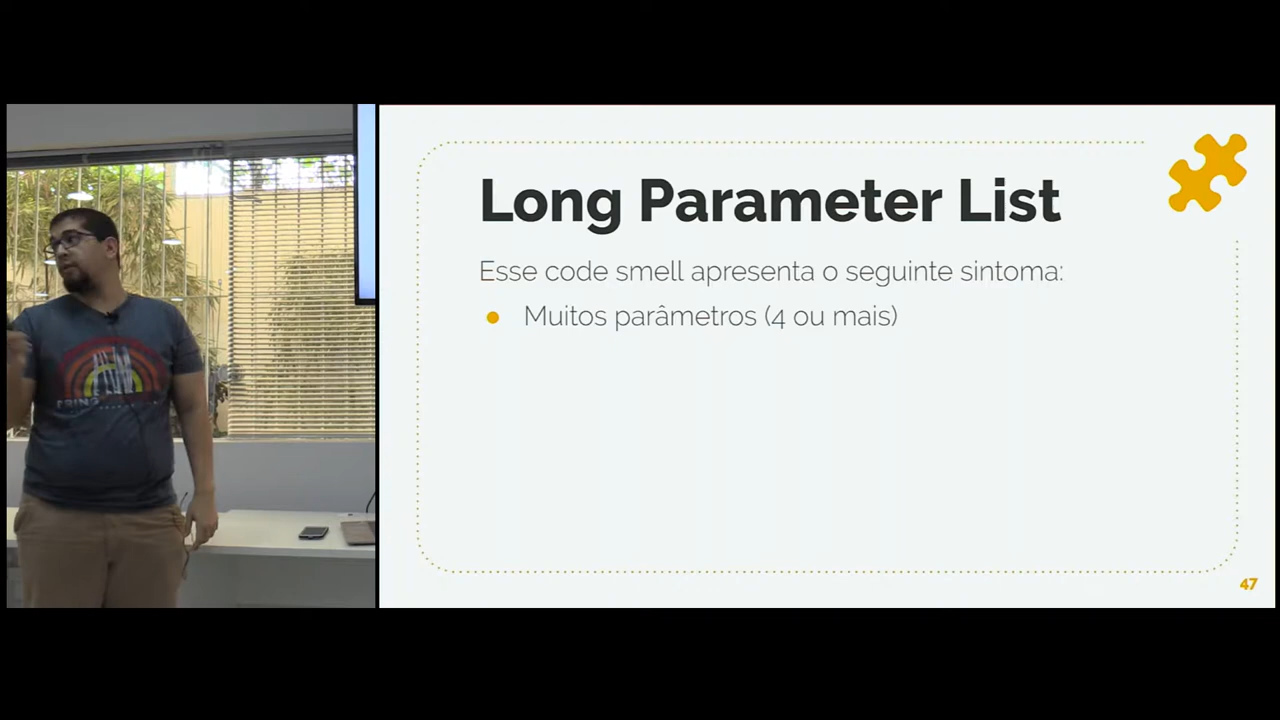 Long Parameter List
Esse code smell apresenta o seguinte sintoma:
● Muitos parâmetros (4 ou mais)
47